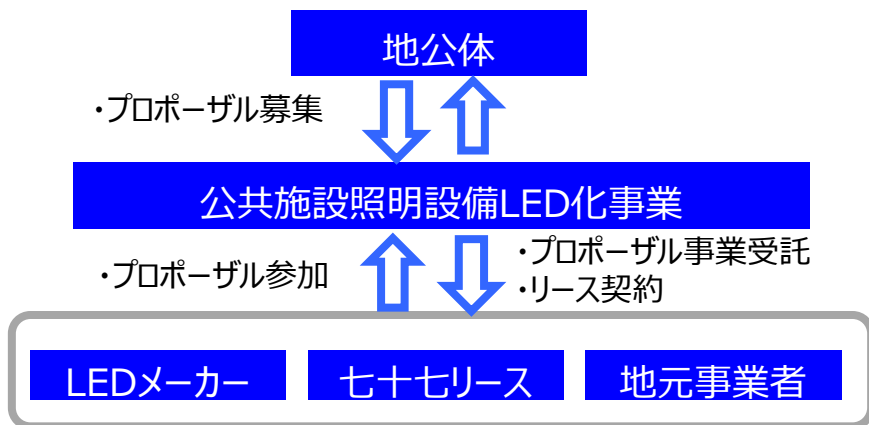 地公体
・プロポーザル募集
公共施設照明設備LED化事業
・プロポーザル参加
・プロポーザル事業受託
・リース契約
LEDメーカー
七十七リース
地元事業者